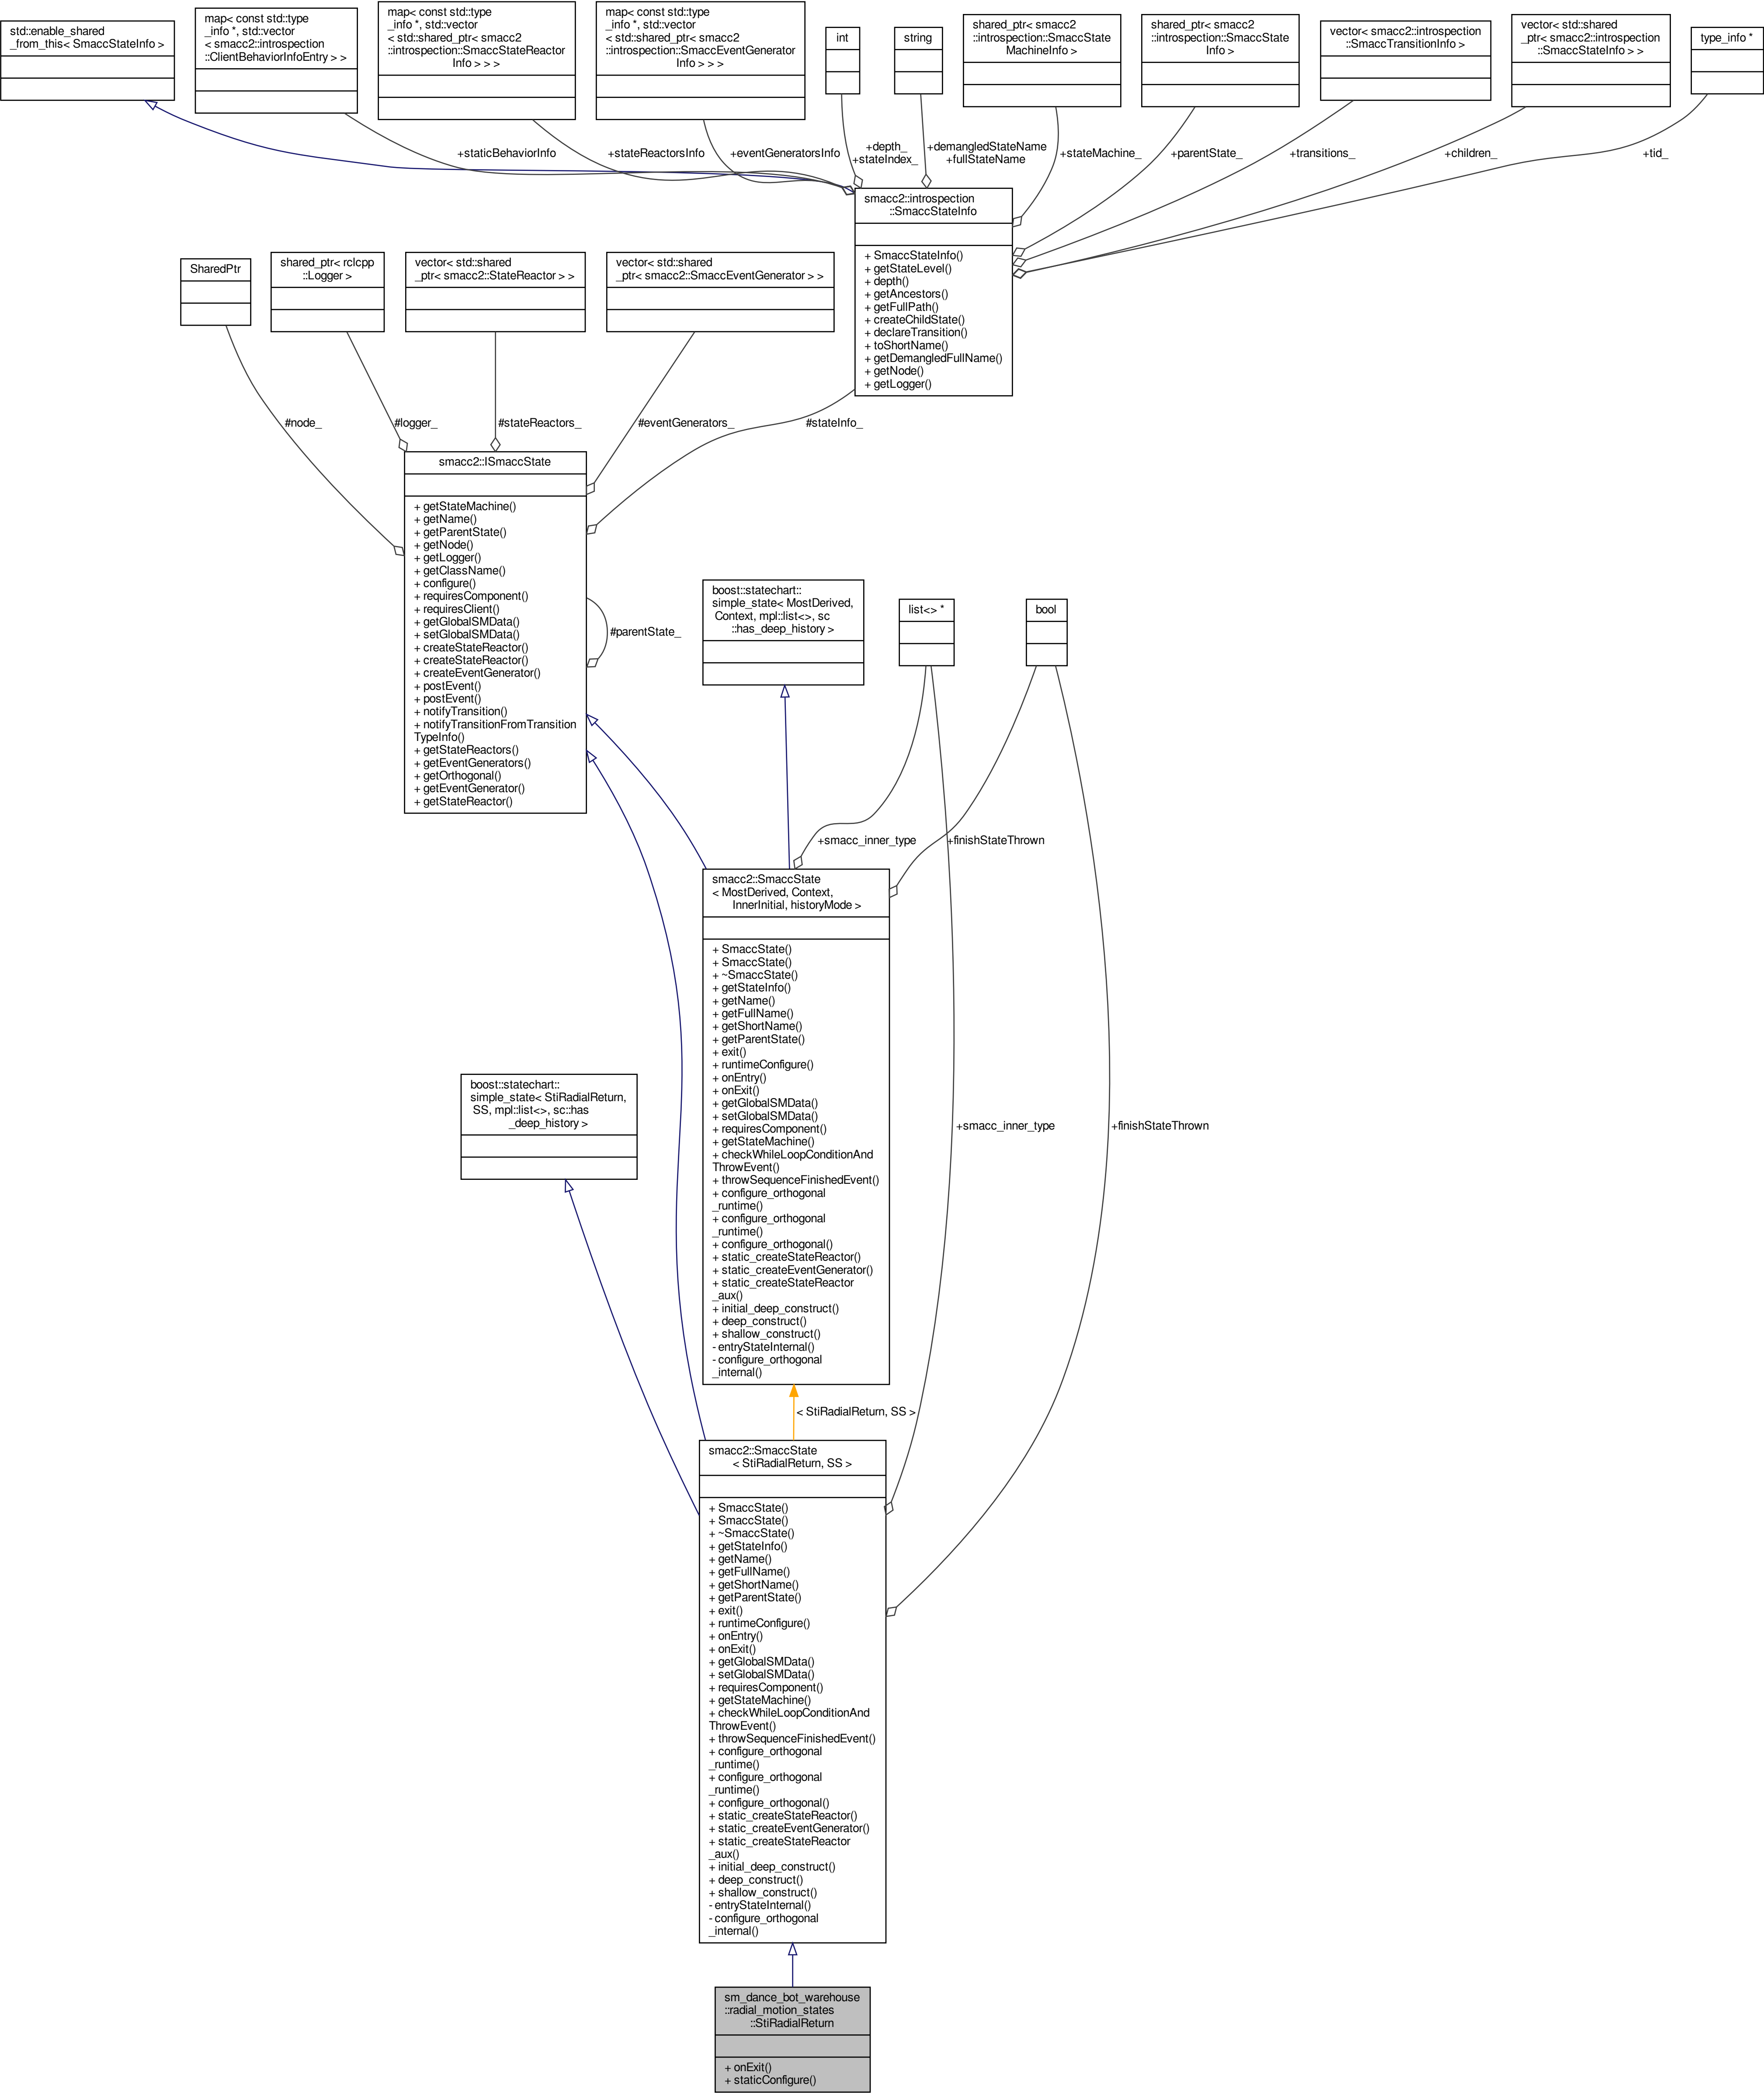 std::enable_shared
_from_this< SmaccStateInfo >
map< const std::type
_info *, std::vector
< smacc2::introspection
::ClientBehaviorInfoEntry > >
map< const std::type
_info *, std::vector
< std::shared_ptr< smacc2
::introspection::SmaccStateReactor
Info > > >
map< const std::type
_info *, std::vector
< std::shared_ptr< smacc2
::introspection::SmaccEventGenerator
Info > > >
int
string
shared_ptr< smacc2
::introspection::SmaccState
MachineInfo >
shared_ptr< smacc2
::introspection::SmaccState
Info >
vector< smacc2::introspection
::SmaccTransitionInfo >
vector< std::shared
_ptr< smacc2::introspection
::SmaccStateInfo > >
type_info *
+staticBehaviorInfo
+stateReactorsInfo
+eventGeneratorsInfo
+depth_
+stateIndex_
+demangledStateName
+fullStateName
+stateMachine_
+parentState_
+transitions_
+children_
+tid_
smacc2::introspection
::SmaccStateInfo
+ SmaccStateInfo()
+ getStateLevel()
+ depth()
+ getAncestors()
+ getFullPath()
+ createChildState()
+ declareTransition()
+ toShortName()
+ getDemangledFullName()
+ getNode()
+ getLogger()
SharedPtr
shared_ptr< rclcpp
::Logger >
vector< std::shared
_ptr< smacc2::StateReactor > >
vector< std::shared
_ptr< smacc2::SmaccEventGenerator > >
#node_
#logger_
#stateReactors_
#eventGenerators_
#stateInfo_
smacc2::ISmaccState
+ getStateMachine()
+ getName()
+ getParentState()
+ getNode()
+ getLogger()
+ getClassName()
+ configure()
+ requiresComponent()
+ requiresClient()
+ getGlobalSMData()
+ setGlobalSMData()
+ createStateReactor()
+ createStateReactor()
+ createEventGenerator()
+ postEvent()
+ postEvent()
+ notifyTransition()
+ notifyTransitionFromTransition
TypeInfo()
+ getStateReactors()
+ getEventGenerators()
+ getOrthogonal()
+ getEventGenerator()
+ getStateReactor()
#parentState_
boost::statechart::
simple_state< MostDerived,
Context, mpl::list<>, sc
::has_deep_history >
list<> *
bool
+smacc_inner_type
+finishStateThrown
smacc2::SmaccState
< MostDerived, Context,
InnerInitial, historyMode >
+ SmaccState()
+ SmaccState()
+ ~SmaccState()
+ getStateInfo()
+ getName()
+ getFullName()
+ getShortName()
+ getParentState()
+ exit()
+ runtimeConfigure()
+ onEntry()
+ onExit()
+ getGlobalSMData()
+ setGlobalSMData()
+ requiresComponent()
+ getStateMachine()
+ checkWhileLoopConditionAnd
ThrowEvent()
+ throwSequenceFinishedEvent()
+ configure_orthogonal
_runtime()
+ configure_orthogonal
_runtime()
+ configure_orthogonal()
+ static_createStateReactor()
+ static_createEventGenerator()
+ static_createStateReactor
_aux()
+ initial_deep_construct()
+ deep_construct()
+ shallow_construct()
- entryStateInternal()
- configure_orthogonal
_internal()
boost::statechart::
simple_state< StiRadialReturn,
SS, mpl::list<>, sc::has
_deep_history >
+smacc_inner_type
+finishStateThrown
< StiRadialReturn, SS >
smacc2::SmaccState
< StiRadialReturn, SS >
+ SmaccState()
+ SmaccState()
+ ~SmaccState()
+ getStateInfo()
+ getName()
+ getFullName()
+ getShortName()
+ getParentState()
+ exit()
+ runtimeConfigure()
+ onEntry()
+ onExit()
+ getGlobalSMData()
+ setGlobalSMData()
+ requiresComponent()
+ getStateMachine()
+ checkWhileLoopConditionAnd
ThrowEvent()
+ throwSequenceFinishedEvent()
+ configure_orthogonal
_runtime()
+ configure_orthogonal
_runtime()
+ configure_orthogonal()
+ static_createStateReactor()
+ static_createEventGenerator()
+ static_createStateReactor
_aux()
+ initial_deep_construct()
+ deep_construct()
+ shallow_construct()
- entryStateInternal()
- configure_orthogonal
_internal()
sm_dance_bot_warehouse
::radial_motion_states
::StiRadialReturn
+ onExit()
+ staticConfigure()